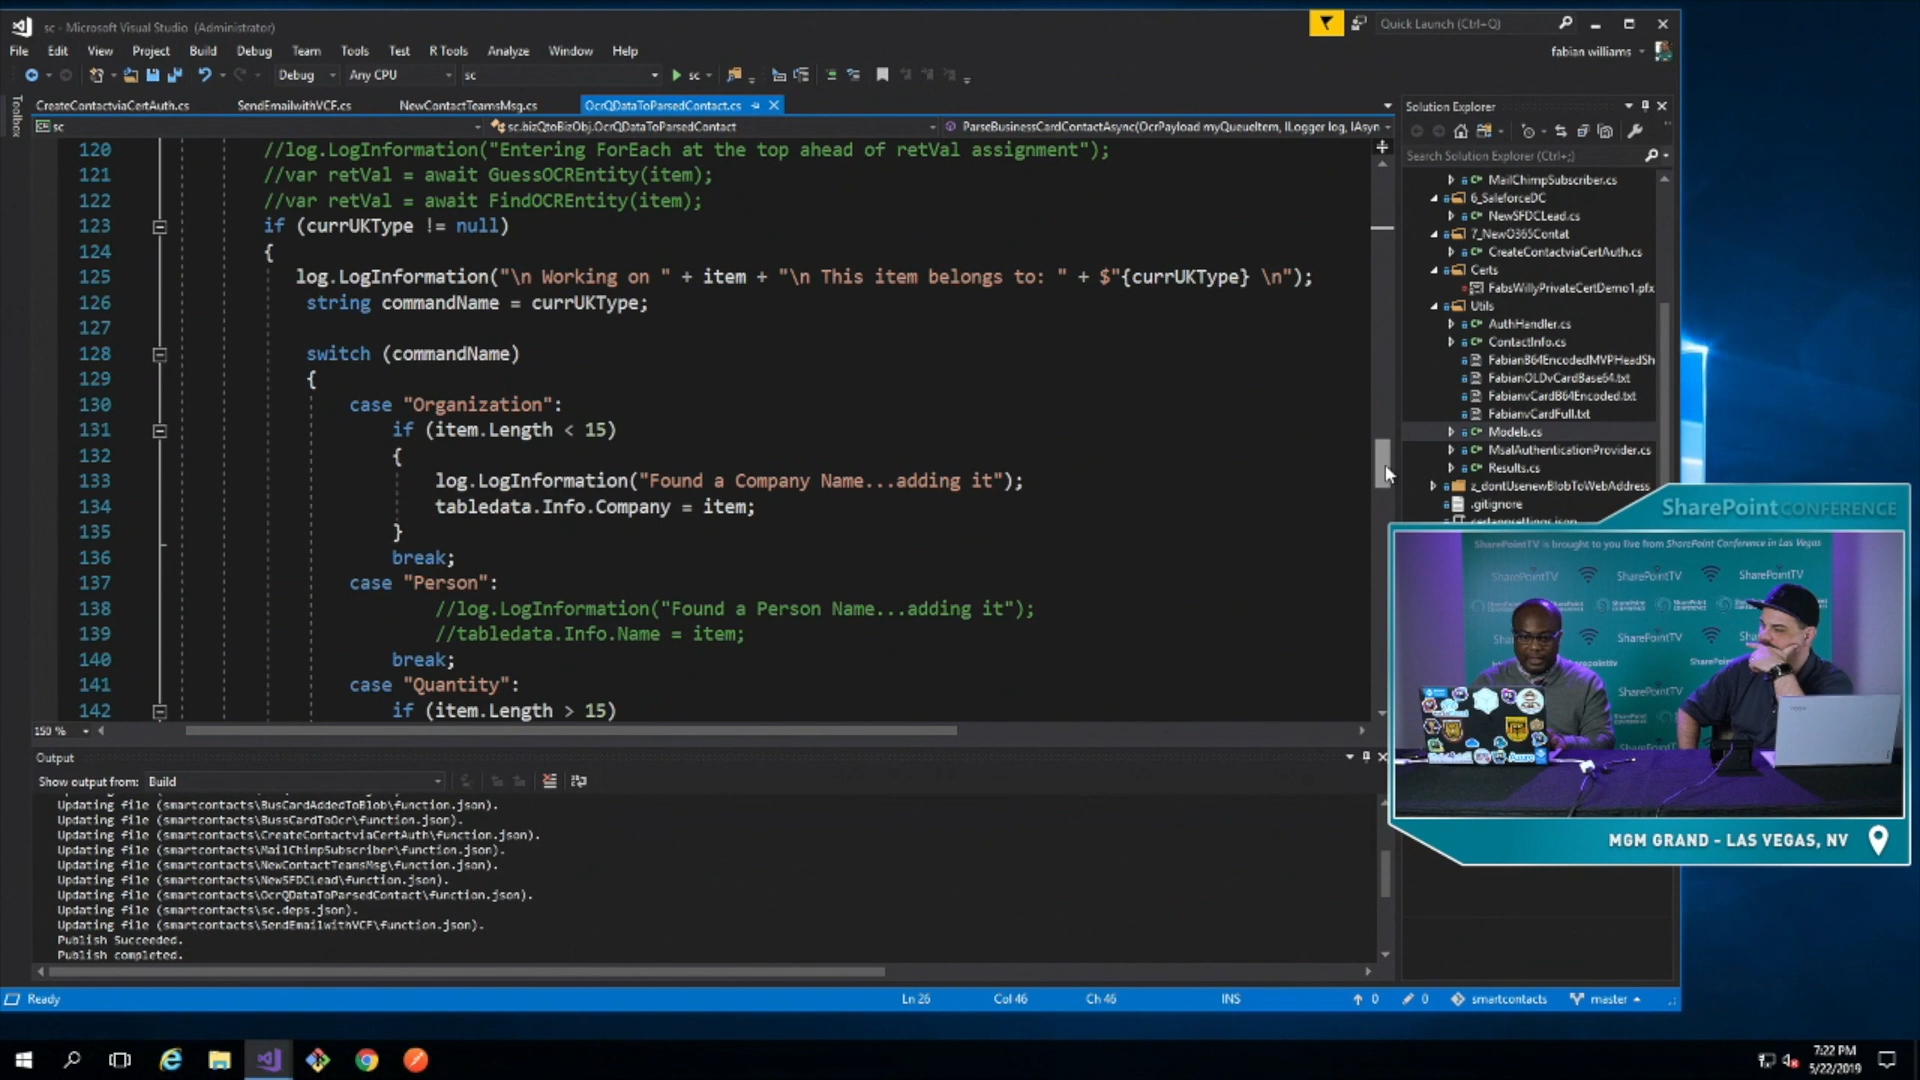 sc - Microsoft Visual Studio (Administrator)
Quick Launch (Ctrl+Q)
File Edit View Project Build Debug Team Tools Test R Tools Analyze Window Help
fabian williams
Debug Any CPU sc sc
Toolbox
CreateContactviaCertAuth.cs SendEmailwithVCF.cs NewContactTeamsMsg.cs OcrQDataToParsedContact.cs
sc sc.bizQtoBizObj.OcrQDataToParsedContact ParseBusinessCardContactAsync(OcrPayload myQueueItem, ILogger log, IAsyn
120 //log.LogInformation("Entering ForEach at the top ahead of retVal assignment");
121 //var retVal = await GuessOCREntity(item);
122 //var retVal = await FindOCREntity(item);
123 if (currUKType != null)
124 {
125 log.LogInformation("\n Working on " + item + "\n This item belongs to: " + $"{currUKType} \n");
126 string commandName = currUKType;
127
128 switch (commandName)
129 {
130 case "Organization":
131 if (item.Length < 15)
132 {
133 log.LogInformation("Found a Company Name...adding it");
134 tabledata.Info.Company = item;
135 }
136 break;
137 case "Person":
138 //log.LogInformation("Found a Person Name...adding it");
139 //tabledata.Info.Name = item;
140 break;
141 case "Quantity":
142 if (item.Length > 15)
150 %
Solution Explorer
Search Solution Explorer (Ctrl+;)
MailChimpSubscriber.cs
6_SaleforceDC
NewSFDCLead.cs
7_NewO365Contat
CreateContactviaCertAuth.cs
Certs
FabsWillyPrivateCertDemo1.pfx
Utils
AuthHandler.cs
ContactInfo.cs
FabianB64EncodedMVPHeadSh
FabianOLDvCardBase64.txt
FabianvCardB64Encoded.txt
FabianvCardFull.txt
Models.cs
MsalAuthenticationProvider.cs
Results.cs
z_dontUsenewBlobToWebAddress
.gitignore
SharePoint CONFERENCE
SharePointTV is brought to you live from SharePoint Conference in Las Vegas
SharePointTV SharePointTV SharePointTV
SharePointTV
SharePointTV
MGM GRAND - LAS VEGAS, NV
Output
Show output from: Build
Updating file (smartcontacts\BusCardAddedToBlob\function.json).
Updating file (smartcontacts\BussCardToOcr\function.json).
Updating file (smartcontacts\CreateContactviaCertAuth\function.json).
Updating file (smartcontacts\MailChimpSubscriber\function.json).
Updating file (smartcontacts\NewContactTeamsMsg\function.json).
Updating file (smartcontacts\NewSFDCLead\function.json).
Updating file (smartcontacts\OcrQDataToParsedContact\function.json).
Updating file (smartcontacts\sc.deps.json).
Updating file (smartcontacts\SendEmailwithVCF\function.json).
Publish Succeeded.
Publish completed.
Ready Ln 26 Col 46 Ch 46 INS 0 0 smartcontacts master
7:22 PM
5/22/2019